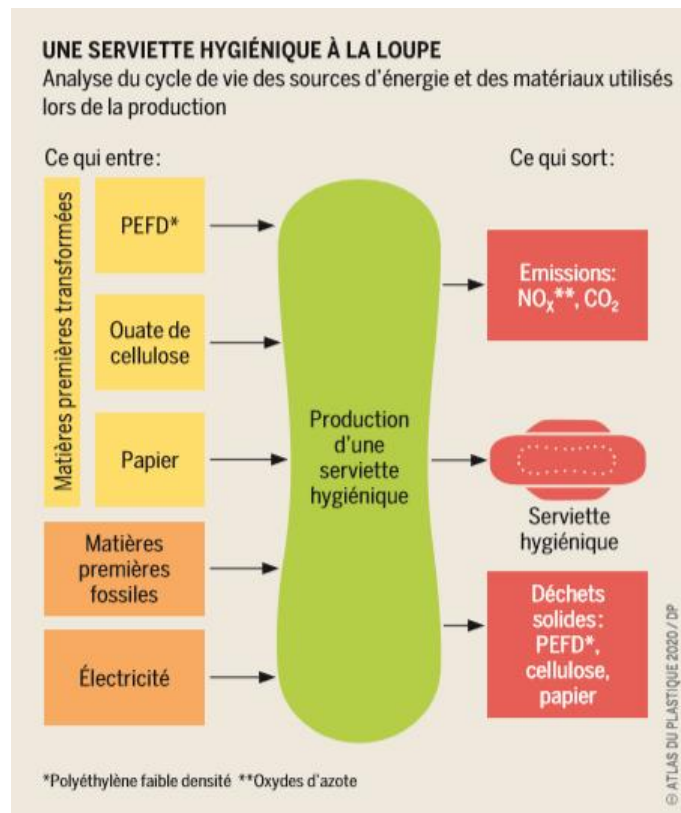 UNE SERVIETTE HYGIÉNIQUE À LA LOUPE
Analyse du cycle de vie des sources d'énergie et des matériaux utilisés
lors de la production
Ce qui entre:
Ce qui sort:
Matières premières transformées
PEFD*
Ouate de
cellulose
Papier
Matières
premières
fossiles
Électricité
Production
d'une
serviette
hygiénique
Emissions:
NOx**, CO2
Serviette
hygiénique
Déchets
solides:
PEFD*,
cellulose,
papier
*Polyéthylène faible densité **Oxydes d'azote
© ATLAS DU PLASTIQUE 2020 / DP